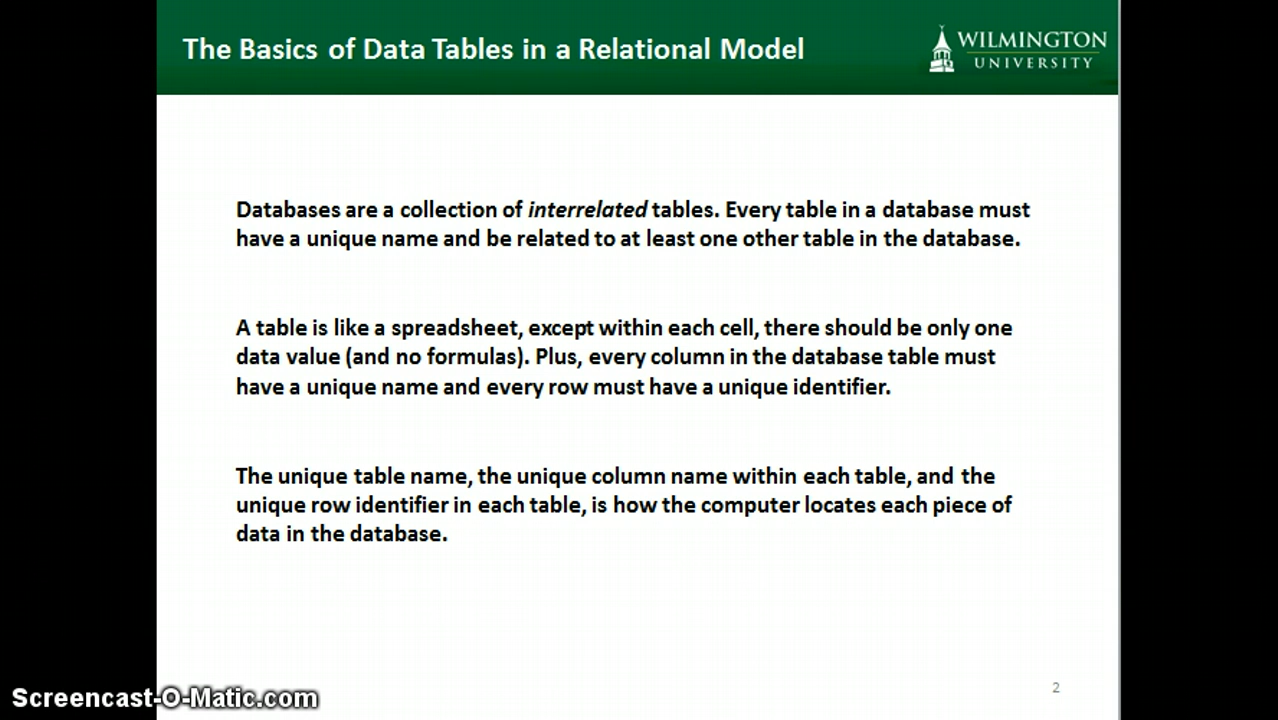 The Basics of Data Tables in a Relational Model
WILMINGTON
UNIVERSITY
Databases are a collection of interrelated tables. Every table in a database must
have a unique name and be related to at least one other table in the database.
A table is like a spreadsheet, except within each cell, there should be only one
data value (and no formulas). Plus, every column in the database table must
have a unique name and every row must have a unique identifier.
The unique table name, the unique column name within each table, and the
unique row identifier in each table, is how the computer locates each piece of
data in the database.
2
Screencast-O-Matic.com